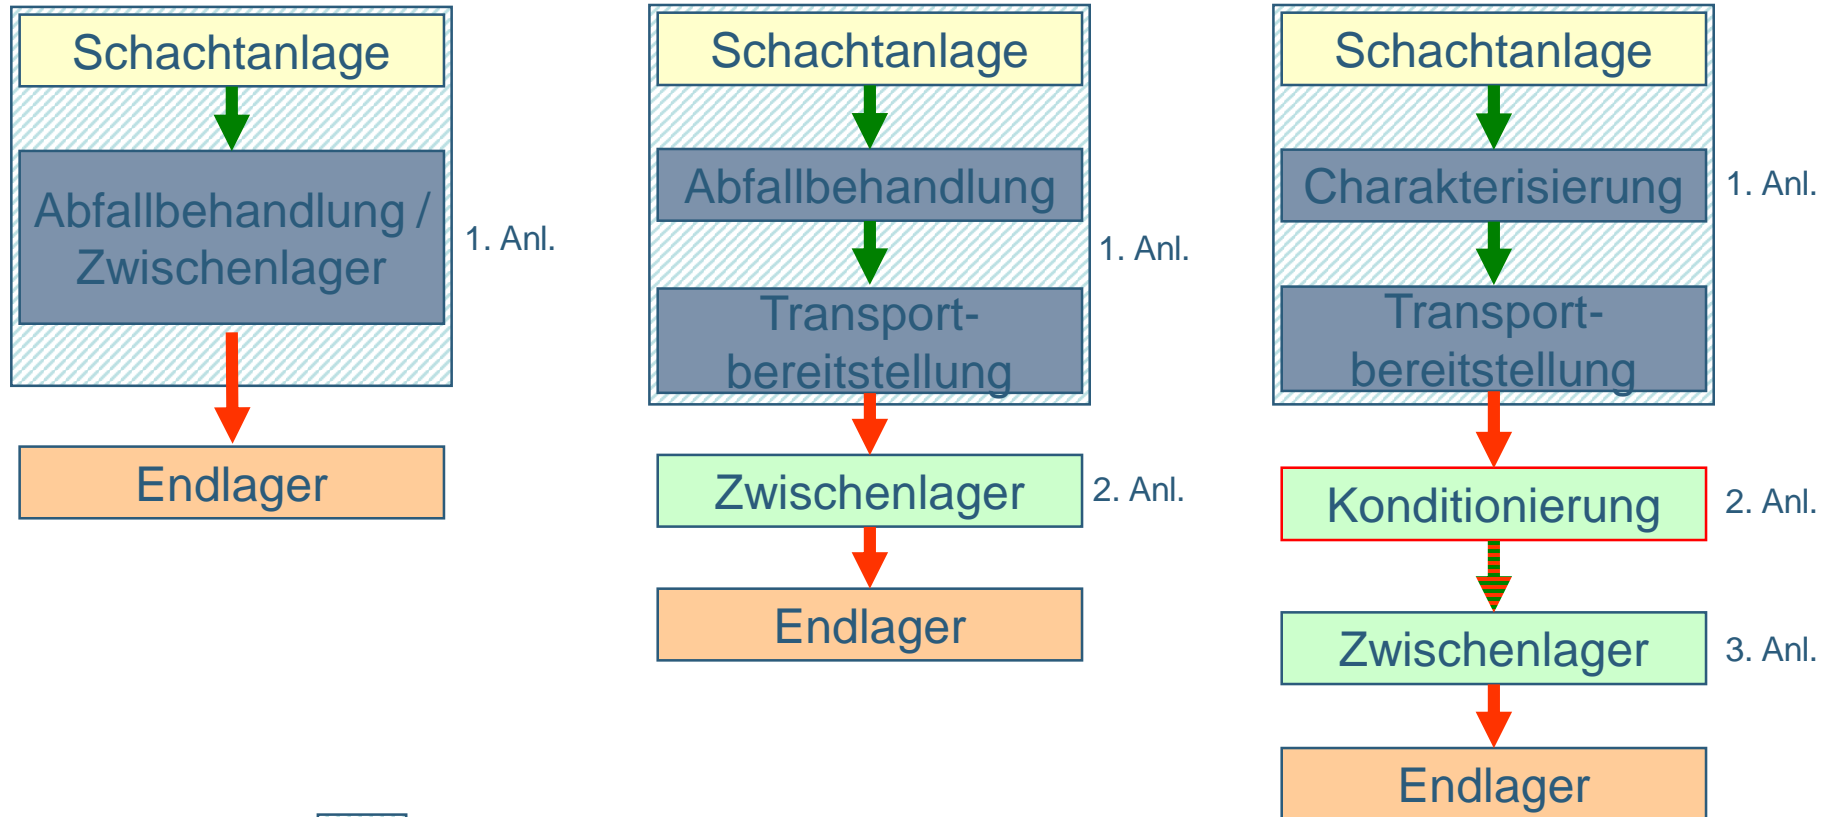 Schachtanlage
Abfallbehandlung /
Zwischenlager
1. Anl.
Endlager
Schachtanlage
Abfallbehandlung
1. Anl.
Transport-
bereitstellung
Zwischenlager
2. Anl.
Endlager
Schachtanlage
Charakterisierung
1. Anl.
Transport-
bereitstellung
Konditionierung
2. Anl.
Zwischenlager
3. Anl.
Endlager